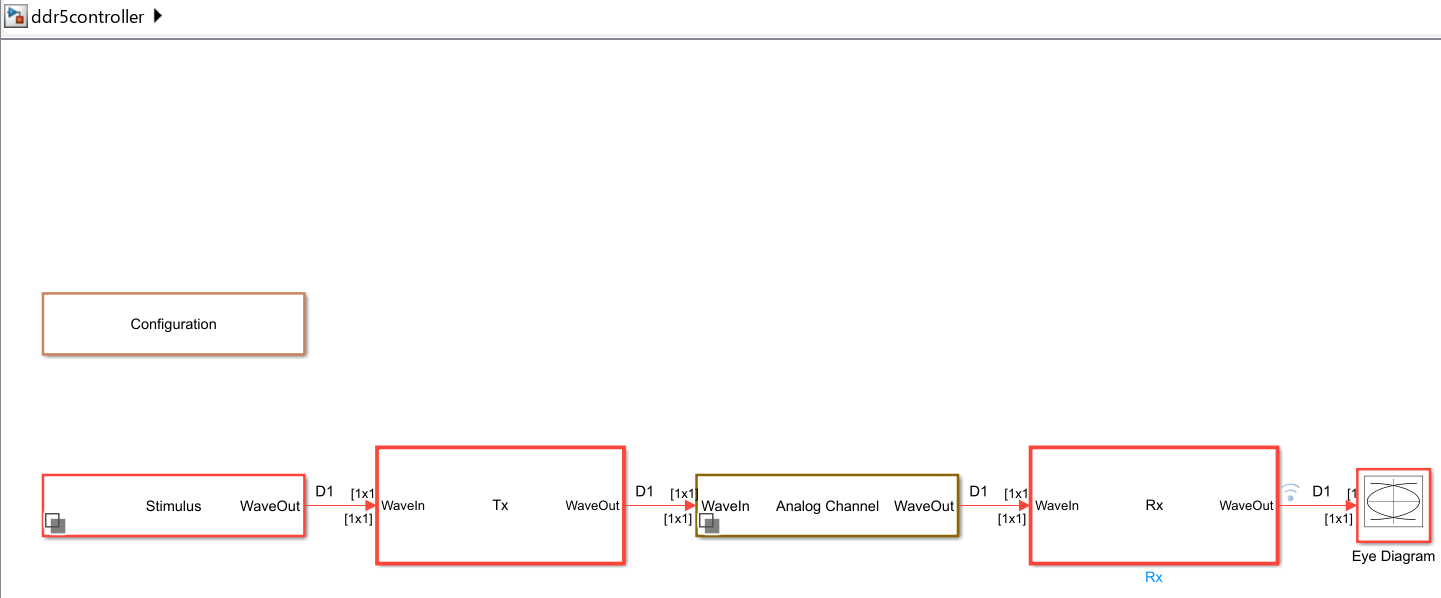 ddr5controller
Configuration
Stimulus WaveOut
D1 [1x1
[1x1]
WaveIn Tx WaveOut
D1 [1x1]
[1x1]
WaveIn Analog Channel WaveOut
D1 [1x1
[1x1]
WaveIn Rx WaveOut
Rx
D1 [1
[1x1]
Eye Diagram